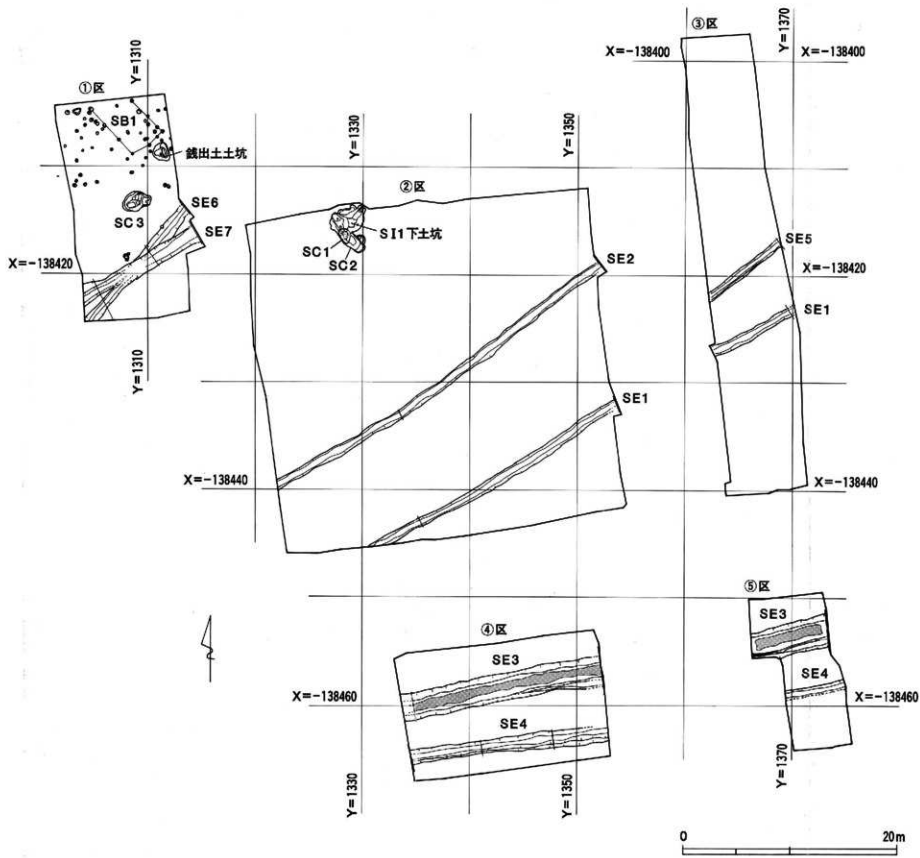 ③区
Y=1370
X=-138400
X=-138400
Y=1310
①区
SB1
銭出土土坑
SC3
SE6
SE7
X=-138420
Y=1310
Y=1330
Y=1350
②区
SI1下土坑
SC1
SC2
SE2
SE1
SE5
X=-138420
SE1
X=-138440
X=-138440
④区
SE3
SE4
X=-138460
Y=1330
Y=1350
⑤区
SE3
SE4
X=-138460
Y=1370
0
20m